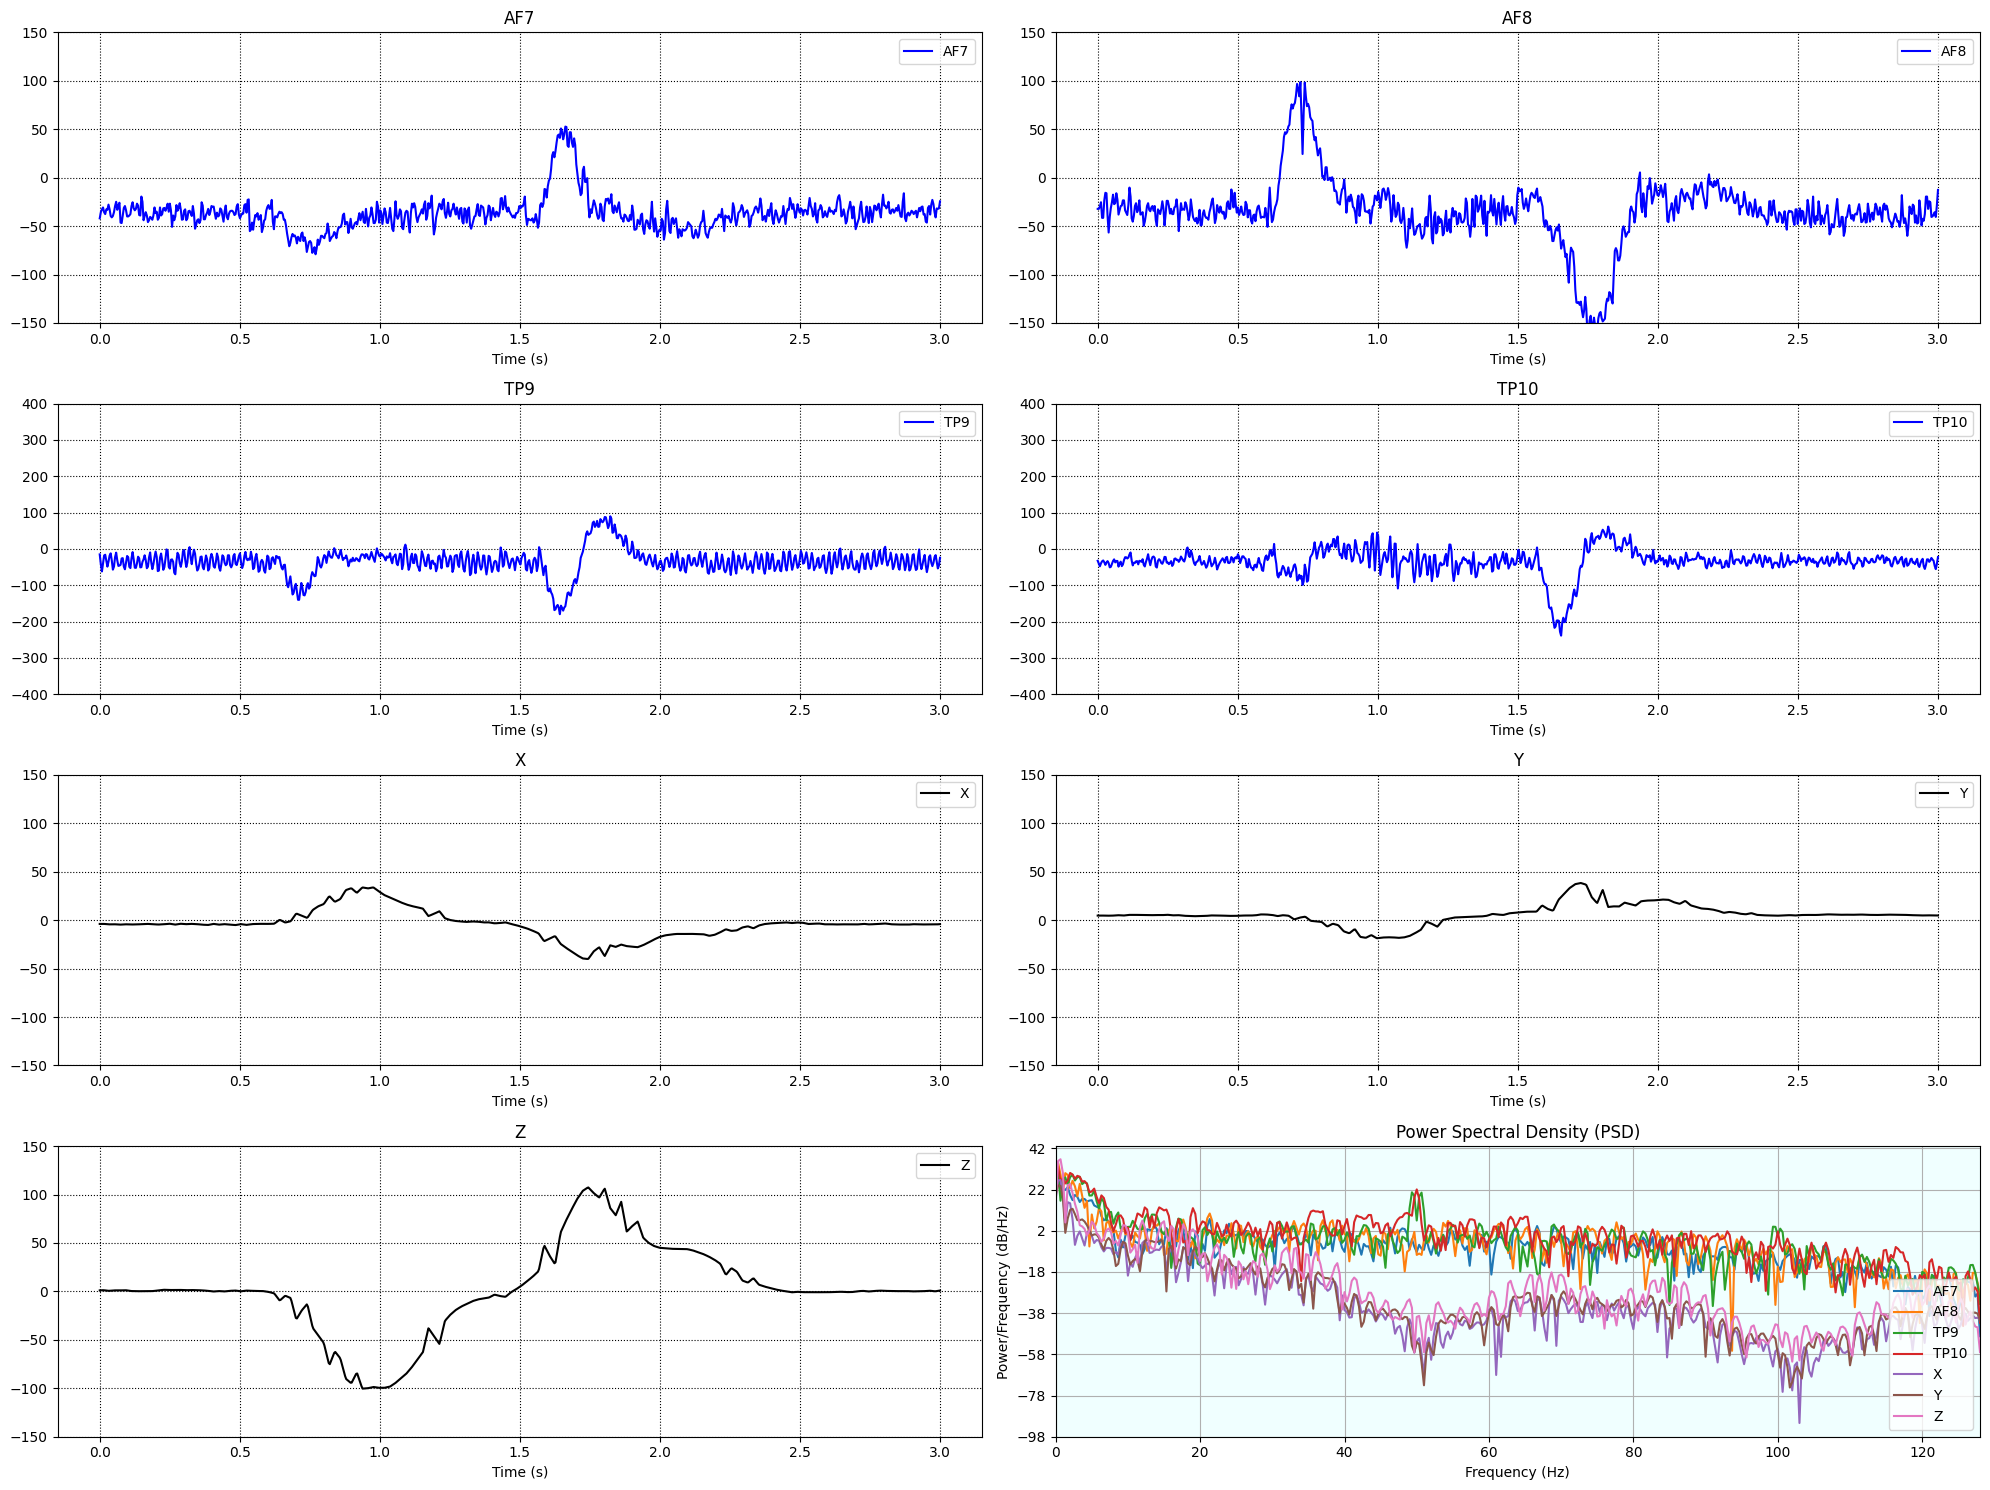 AF7
150
100
50
0
−50
−100
−150
AF7
0.0 0.5 1.0 1.5 2.0 2.5 3.0
Time (s)
AF8
150
100
50
0
−50
−100
−150
AF8
0.0 0.5 1.0 1.5 2.0 2.5 3.0
Time (s)
TP9
400
300
200
100
0
−100
−200
−300
−400
TP9
0.0 0.5 1.0 1.5 2.0 2.5 3.0
Time (s)
TP10
400
300
200
100
0
−100
−200
−300
−400
TP10
0.0 0.5 1.0 1.5 2.0 2.5 3.0
Time (s)
X
150
100
50
0
−50
−100
−150
X
0.0 0.5 1.0 1.5 2.0 2.5 3.0
Time (s)
Y
150
100
50
0
−50
−100
−150
Y
0.0 0.5 1.0 1.5 2.0 2.5 3.0
Time (s)
Z
150
100
50
0
−50
−100
−150
Z
0.0 0.5 1.0 1.5 2.0 2.5 3.0
Time (s)
Power Spectral Density (PSD)
Power/Frequency (dB/Hz)
42
22
2
−18
−38
−58
−78
−98
AF7
AF8
TP9
TP10
X
Y
Z
0 20 40 60 80 100 120
Frequency (Hz)